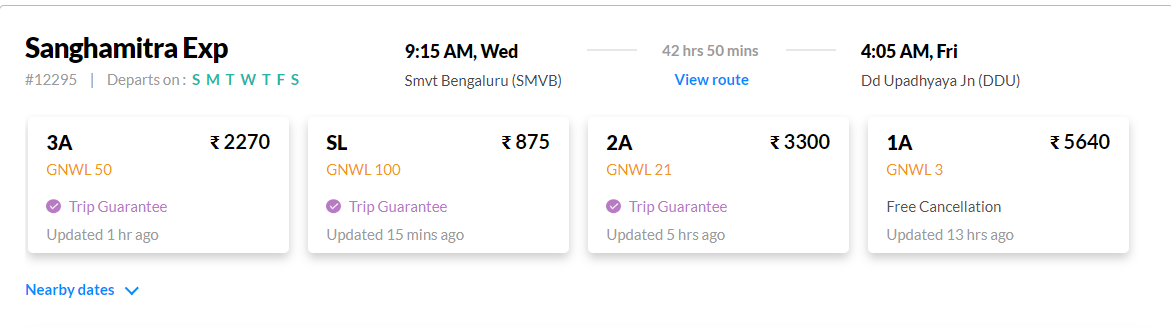 Sanghamitra Exp
#12295 | Departs on : S M T W T F S
9:15 AM, Wed
Smvt Bengaluru (SMVB)
42 hrs 50 mins
View route
4:05 AM, Fri
Dd Upadhyaya Jn (DDU)
3A ₹ 2270
GNWL 50
Trip Guarantee
Updated 1 hr ago
SL ₹ 875
GNWL 100
Trip Guarantee
Updated 15 mins ago
2A ₹ 3300
GNWL 21
Trip Guarantee
Updated 5 hrs ago
1A ₹ 5640
GNWL 3
Free Cancellation
Updated 13 hrs ago
Nearby dates